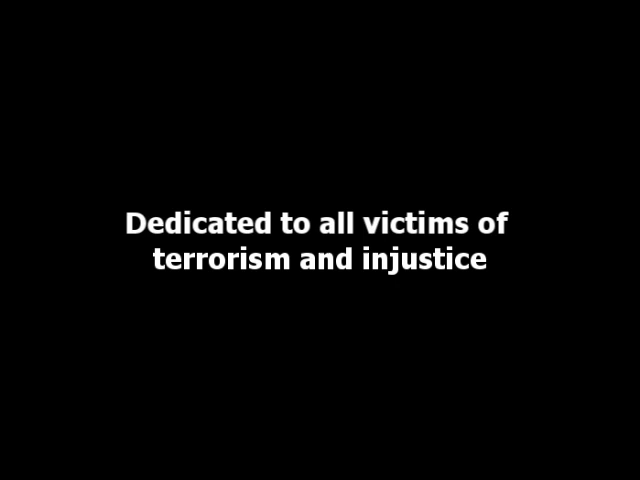 Dedicated to all victims of
terrorism and injustice